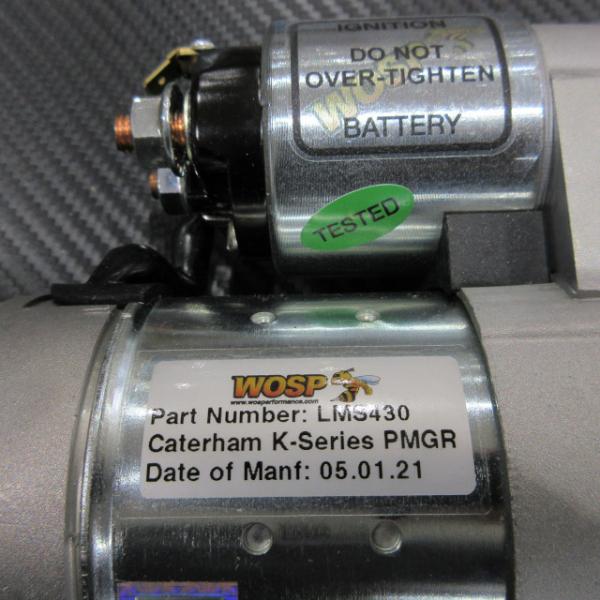 IGNITION
DO NOT
OVER-TIGHTEN
BATTERY
WOSP
TESTED
WOSP
www.wosperformance.com
Part Number: LMS430
Caterham K-Series PMGR
Date of Manf: 05.01.21